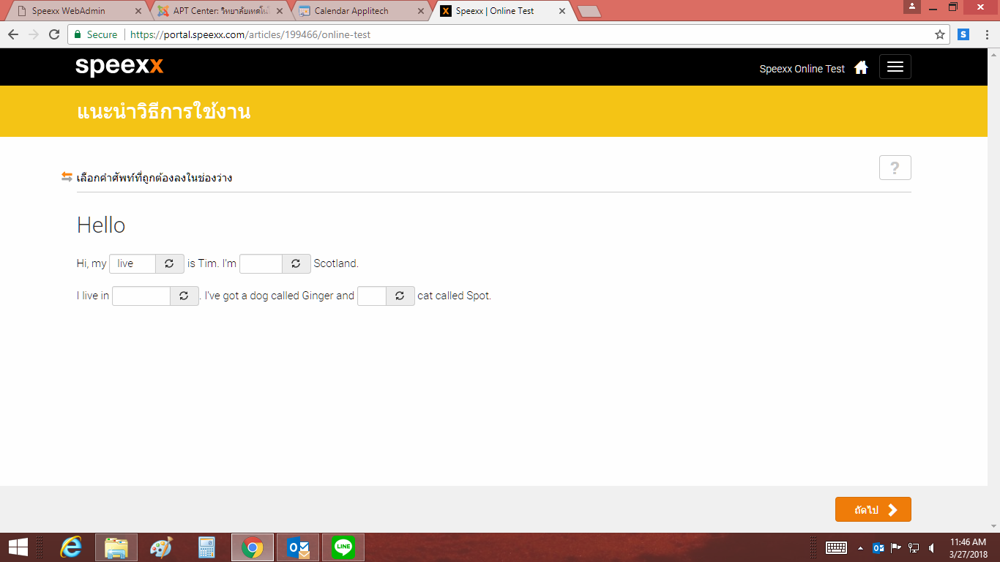 Speexx WebAdmin
APT Center: วิทยาลัยเทคโนโ
Calendar Applitech
Speexx | Online Test
Secure
https://portal.speexx.com/articles/199466/online-test
speexx
Speexx Online Test
แนะนำวิธีการใช้งาน
?
เลือกคำศัพท์ที่ถูกต้องลงในช่องว่าง
Hello
Hi, my live is Tim. I'm Scotland.
I live in . I've got a dog called Ginger and cat called Spot.
ถัดไป
LINE
11:46 AM
3/27/2018